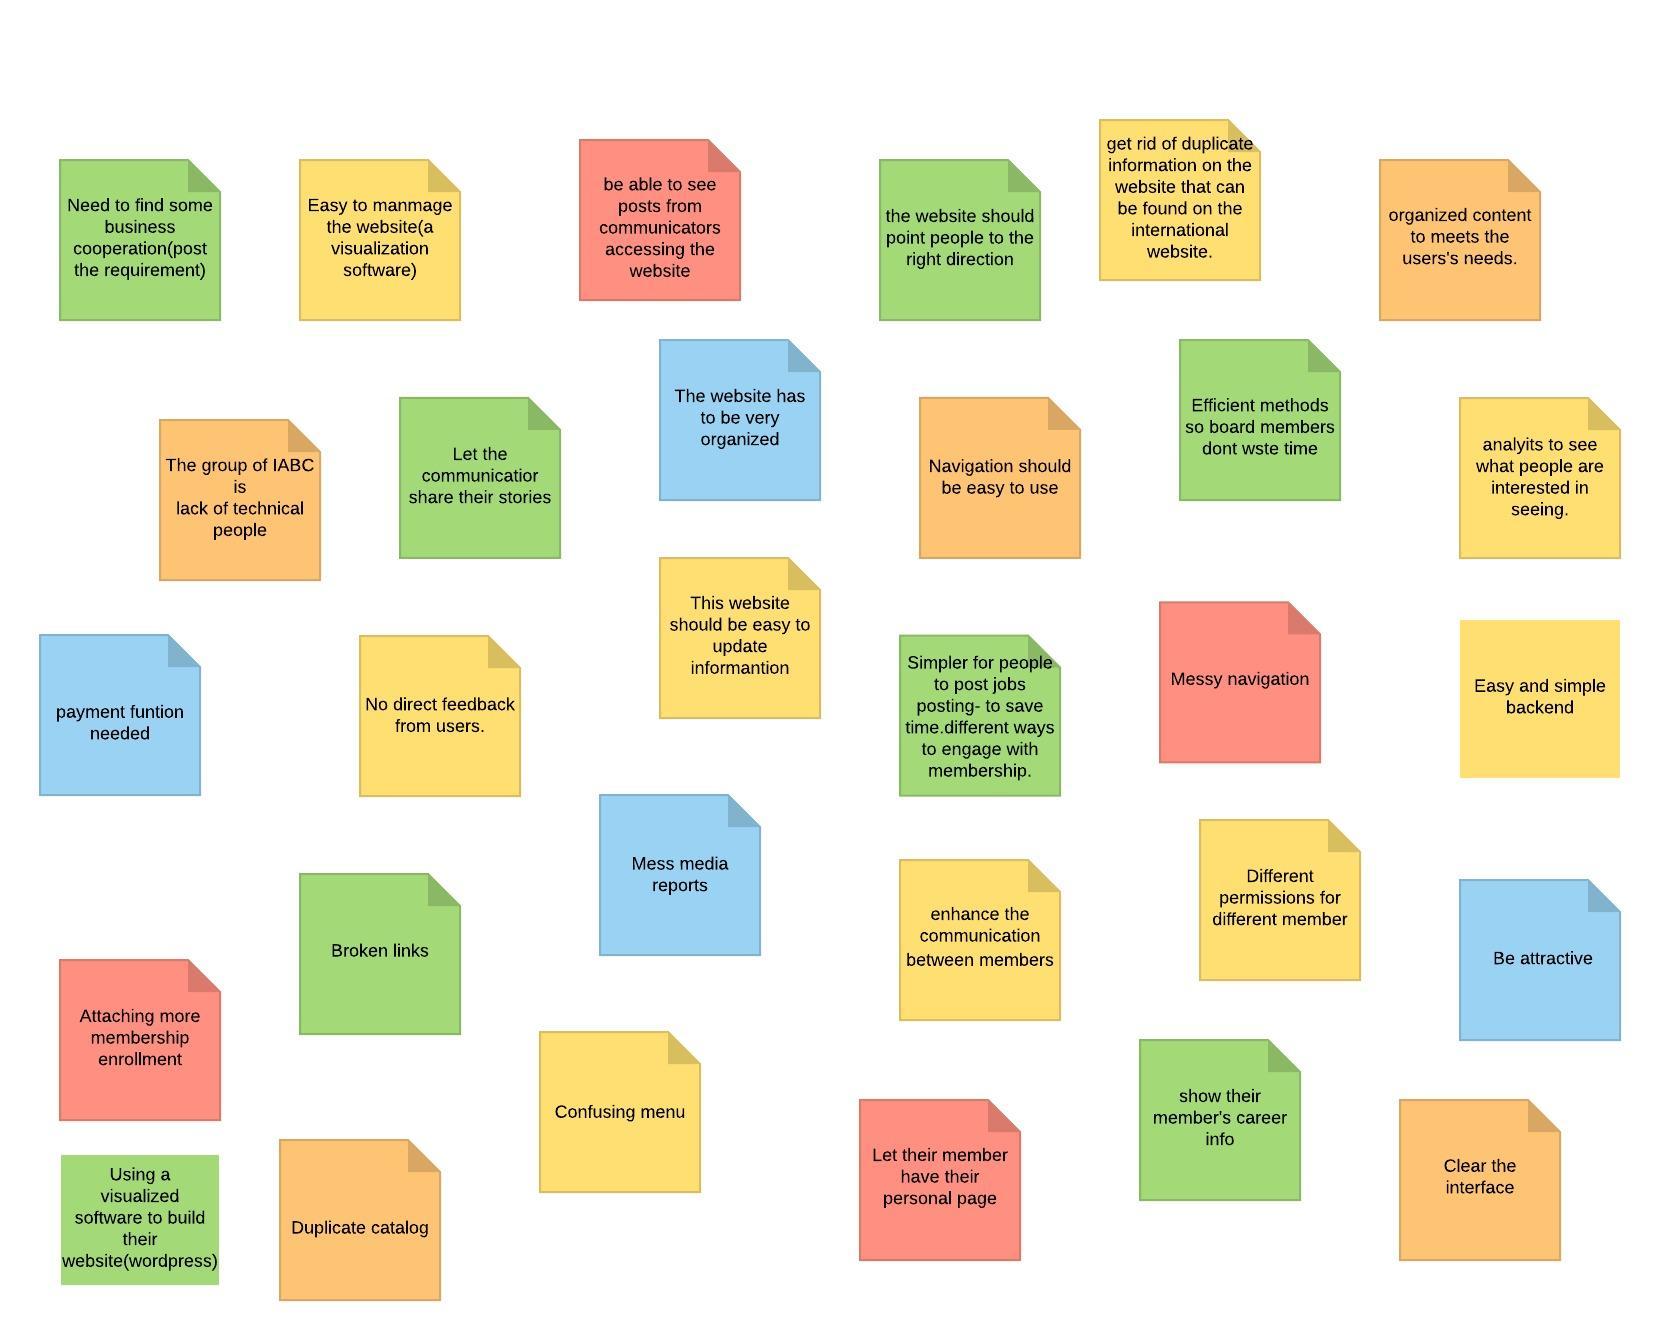 Need to find some
business
cooperation(post
the requirement)
Easy to manmage
the website(a
visualization
software)
be able to see
posts from
communicators
accessing the
website
the website should
point people to the
right direction
get rid of duplicate
information on the
website that can
be found on the
international
website.
organized content
to meets the
users's needs.
The group of IABC
is
lack of technical
people
Let the
communicatior
share their stories
The website has
to be very
organized
Navigation should
be easy to use
Efficient methods
so board members
dont wste time
analyits to see
what people are
interested in
seeing.
payment funtion
needed
No direct feedback
from users.
This website
should be easy to
update
informantion
Simpler for people
to post jobs
posting- to save
time.different ways
to engage with
membership.
Messy navigation
Easy and simple
backend
Broken links
Mess media
reports
enhance the
communication
between members
Different
permissions for
different member
Be attractive
Attaching more
membership
enrollment
Confusing menu
Let their member
have their
personal page
show their
member's career
info
Clear the
interface
Using a
visualized
software to build
their
website(wordpress)
Duplicate catalog